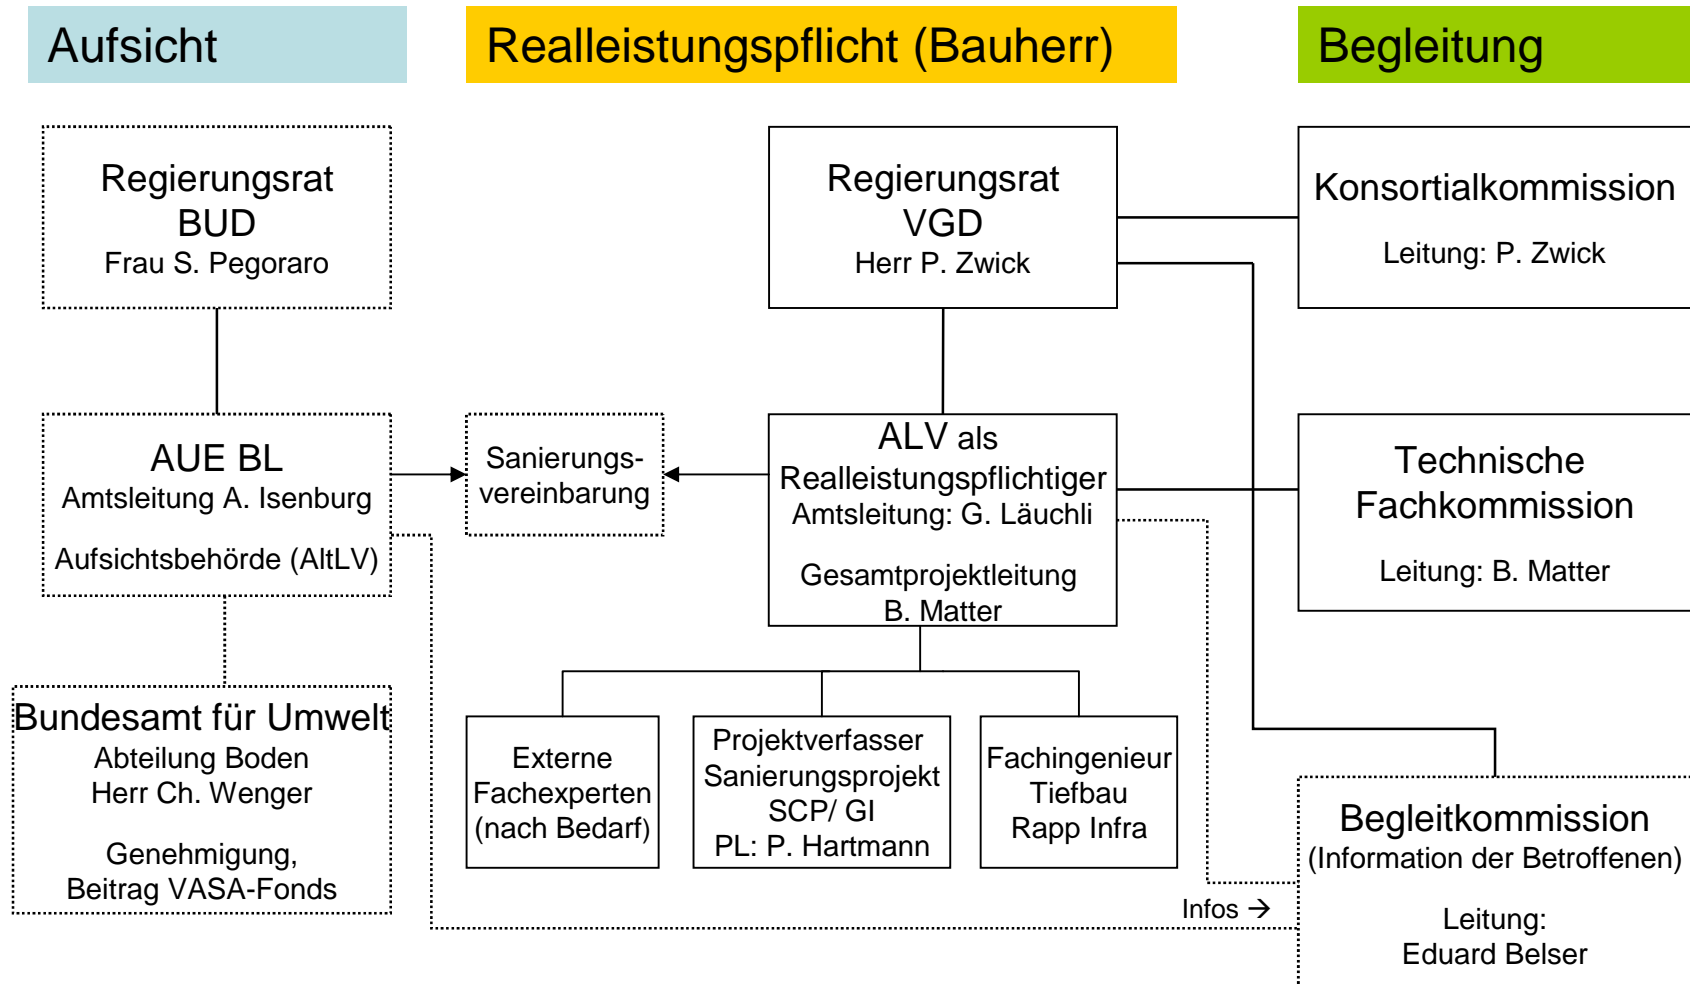 Aufsicht
Realleistungspflicht (Bauherr)
Begleitung
Regierungsrat
BUD
Frau S. Pegoraro
Regierungsrat
VGD
Herr P. Zwick
Konsortialkommission
Leitung: P. Zwick
AUE BL
Amtsleitung A. Isenburg
Aufsichtsbehörde (AltLV)
Sanierungs-
vereinbarung
ALV als
Realleistungspflichtiger
Amtsleitung: G. Läuchli
Gesamtprojektleitung
B. Matter
Technische
Fachkommission
Leitung: B. Matter
Bundesamt für Umwelt
Abteilung Boden
Herr Ch. Wenger
Genehmigung,
Beitrag VASA-Fonds
Externe
Fachexperten
(nach Bedarf)
Projektverfasser
Sanierungsprojekt
SCP/ GI
PL: P. Hartmann
Fachingenieur
Tiefbau
Rapp Infra
Infos →
Begleitkommission
(Information der Betroffenen)
Leitung:
Eduard Belser